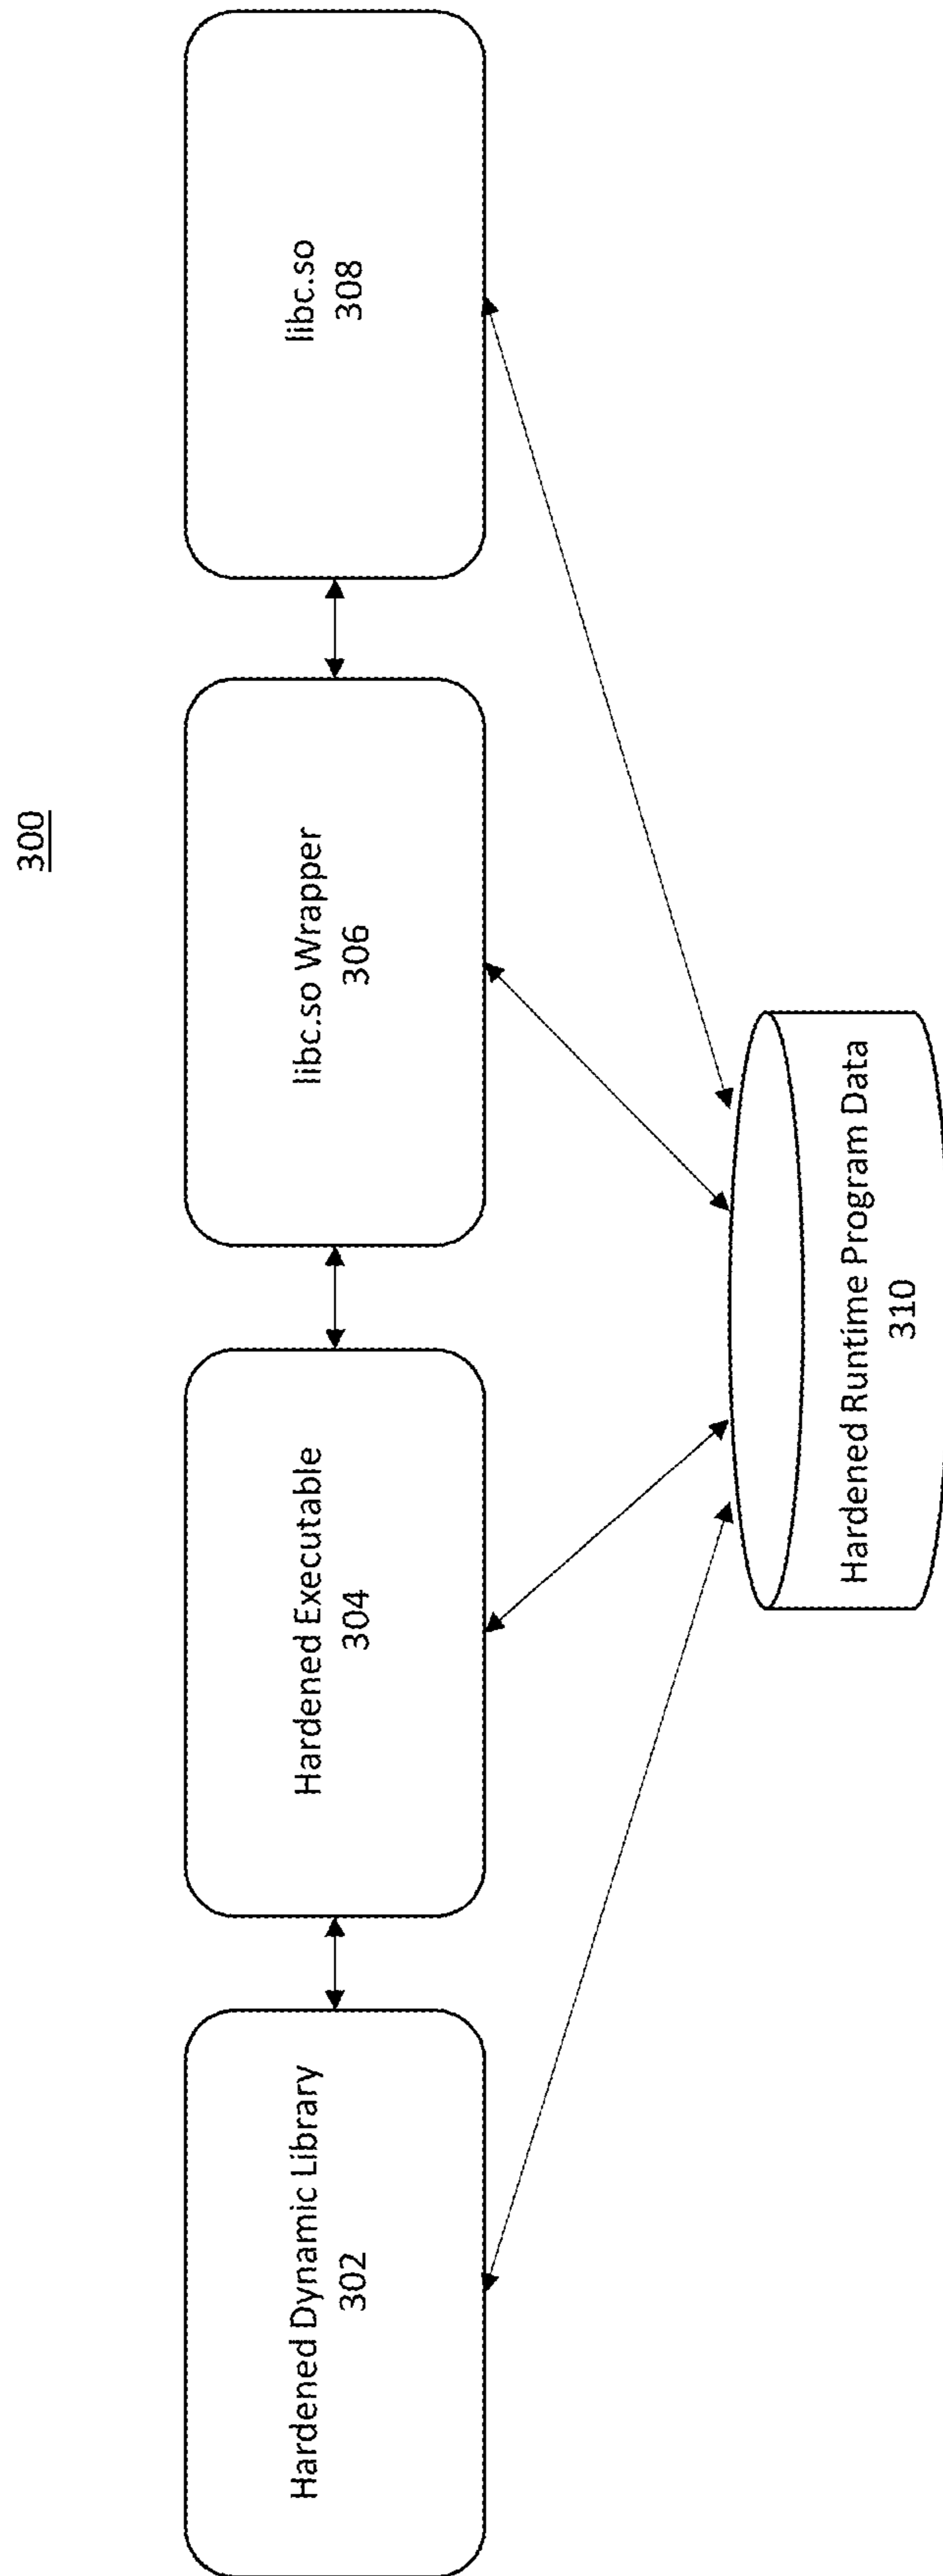 300
Hardened Dynamic Library
302
Hardened Executable
304
libc.so Wrapper
306
libc.so
308
Hardened Runtime Program Data
310